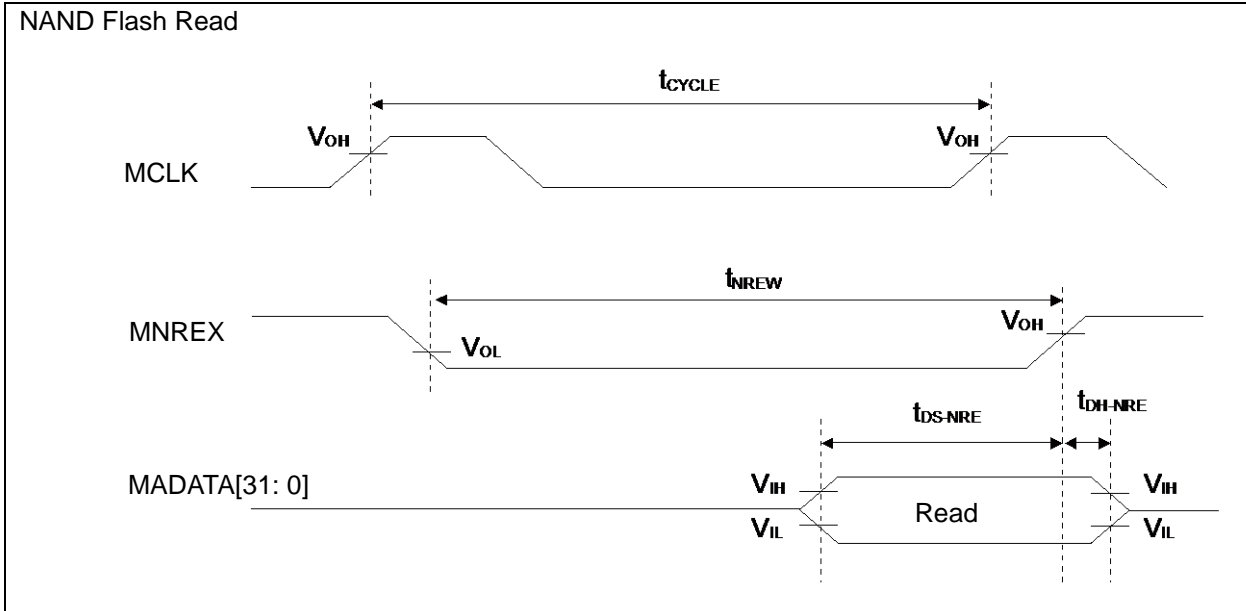 NAND Flash Read
tCYCLE
VOH
VOH
MCLK
tNREW
VOH
MNREX
VOL
tDS-NRE
tDH-NRE
MADATA[31: 0]
VIH
VIH
Read
VIL
VIL